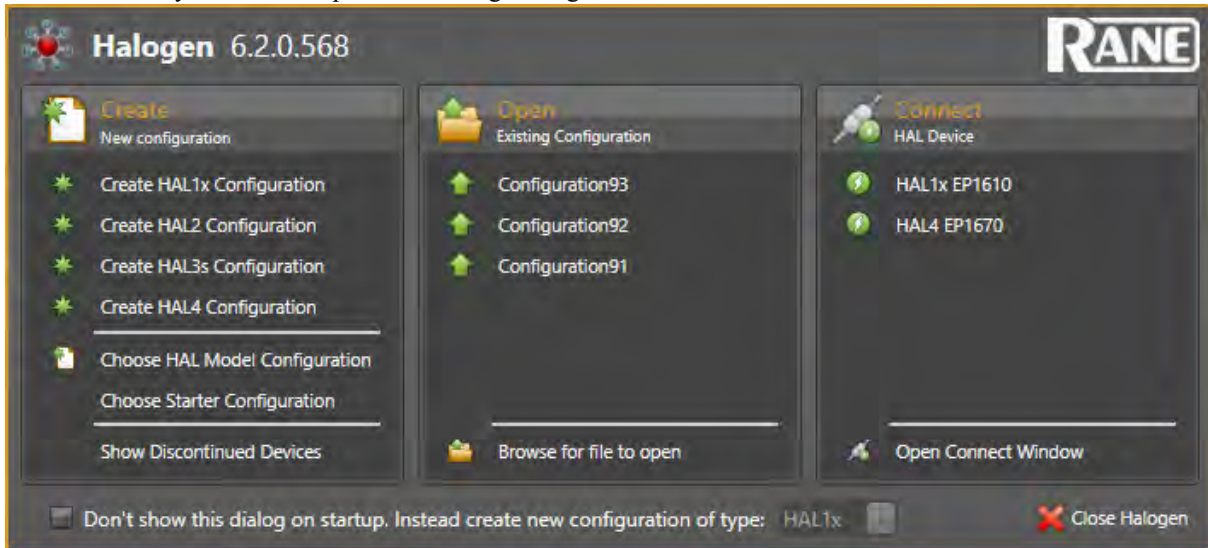 Halogen 6.2.0.568
RANE
Create
New configuration
Create HAL1x Configuration
Create HAL2 Configuration
Create HAL3s Configuration
Create HAL4 Configuration
Choose HAL Model Configuration
Choose Starter Configuration
Show Discontinued Devices
Open
Existing Configuration
Configuration93
Configuration92
Configuration91
Browse for file to open
Connect
HAL Device
HAL1x EP1610
HAL4 EP1670
Open Connect Window
Don't show this dialog on startup. Instead create new configuration of type: HAL1x
Close Halogen